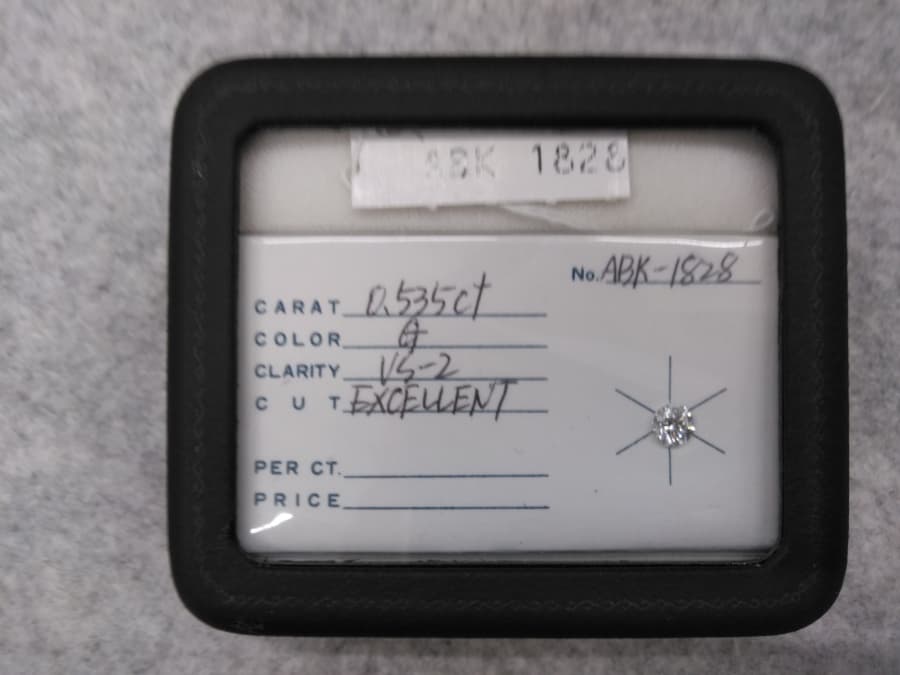 ABK 1828
No. ABK-1828
CARAT 0.535ct
COLOR G
CLARITY VS-2
CUT EXCELLENT
PER CT.
PRICE